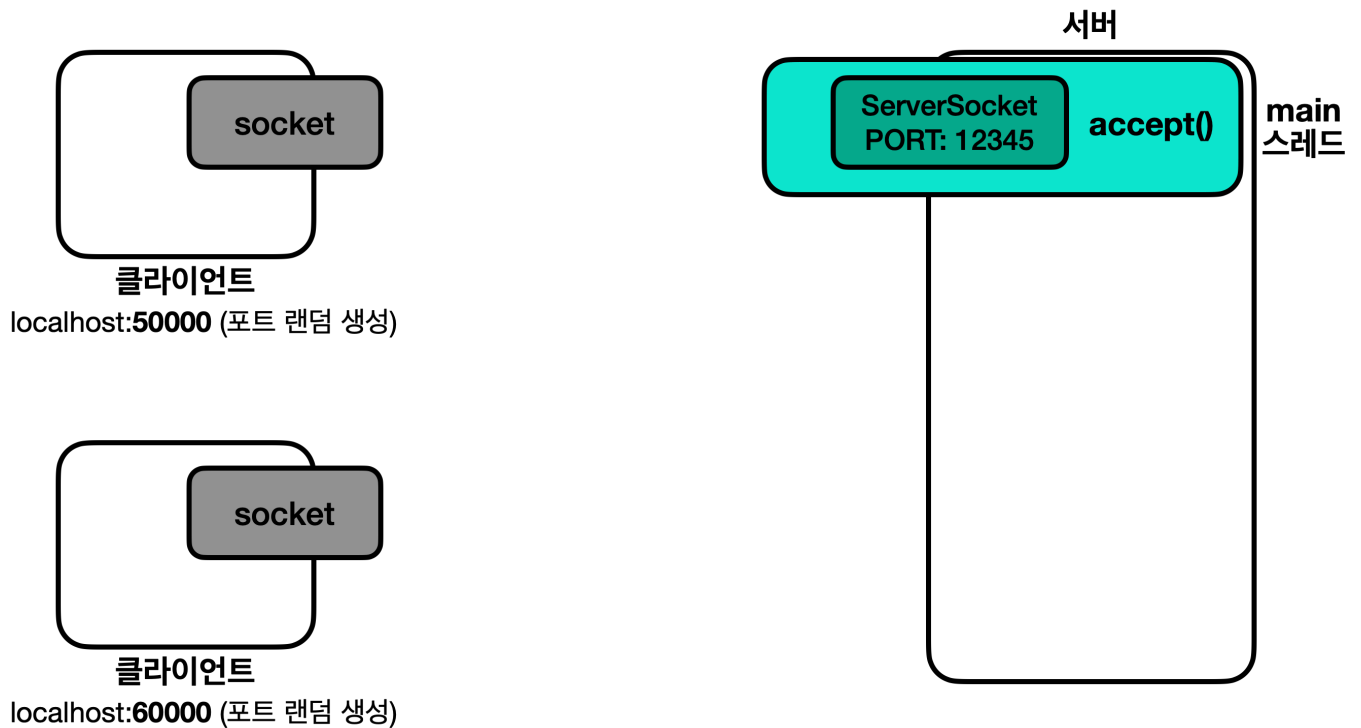 socket
클라이언트
localhost:50000 (포트 랜덤 생성)
socket
클라이언트
localhost:60000 (포트 랜덤 생성)
서버
ServerSocket
PORT: 12345
accept()
main
스레드